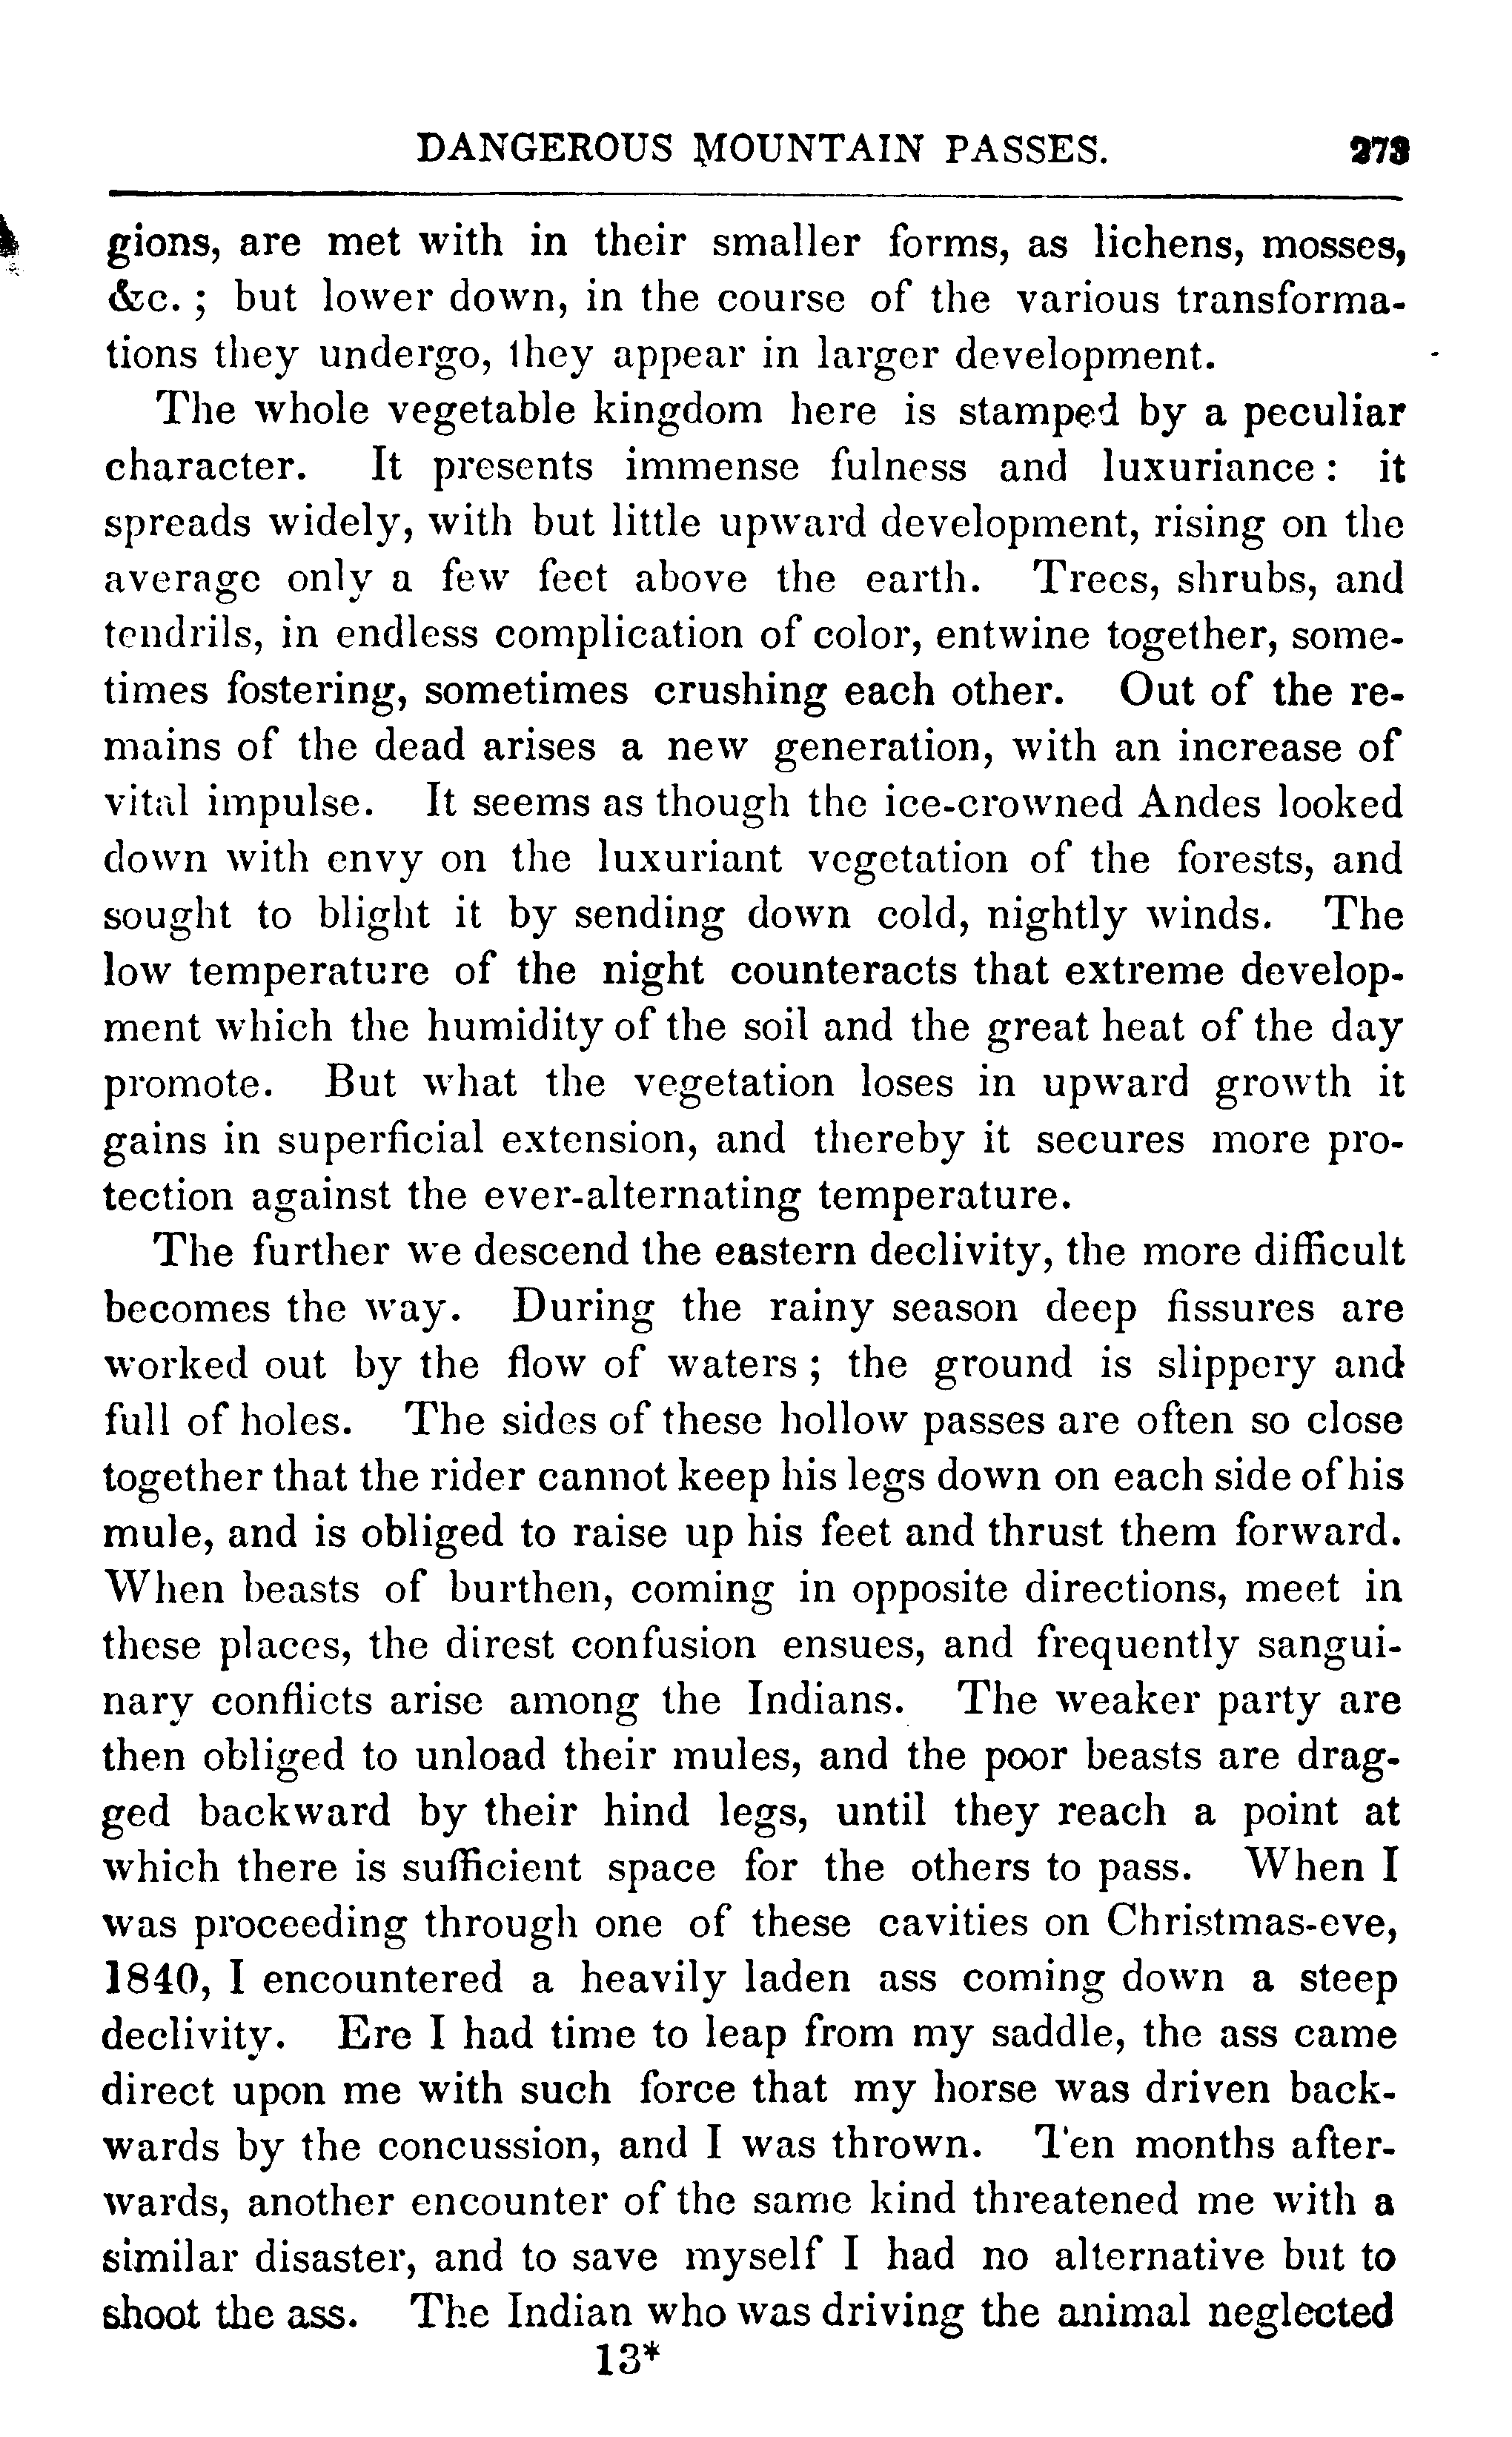 DANGEROUS MOUNTAIN PASSES. 273
gions, are met with in their smaller forms, as lichens, mosses,
&c. ; but lower down, in the course of the various transforma-
tions they undergo, they appear in larger development.
The whole vegetable kingdom here is stamped by a peculiar
character. It presents immense fulness and luxuriance : it
spreads widely, with but little upward development, rising on the
average only a few feet above the earth. Trees, shrubs, and
tendrils, in endless complication of color, entwine together, some-
times fostering, sometimes crushing each other. Out of the re-
mains of the dead arises a new generation, with an increase of
vital impulse. It seems as though the ice-crowned Andes looked
down with envy on the luxuriant vegetation of the forests, and
sought to blight it by sending down cold, nightly winds. The
low temperature of the night counteracts that extreme develop-
ment which the humidity of the soil and the great heat of the day
promote. But what the vegetation loses in upward growth it
gains in superficial extension, and thereby it secures more pro-
tection against the ever-alternating temperature.
The further we descend the eastern declivity, the more difficult
becomes the way. During the rainy season deep fissures are
worked out by the flow of waters ; the ground is slippery and
full of holes. The sides of these hollow passes are often so close
together that the rider cannot keep his legs down on each side of his
mule, and is obliged to raise up his feet and thrust them forward.
When beasts of burthen, coming in opposite directions, meet in
these places, the direst confusion ensues, and frequently sangui-
nary conflicts arise among the Indians. The weaker party are
then obliged to unload their mules, and the poor beasts are drag-
ged backward by their hind legs, until they reach a point at
which there is sufficient space for the others to pass. When I
was proceeding through one of these cavities on Christmas-eve,
1840, I encountered a heavily laden ass coming down a steep
declivity. Ere I had time to leap from my saddle, the ass came
direct upon me with such force that my horse was driven back-
wards by the concussion, and I was thrown. Ten months after-
wards, another encounter of the same kind threatened me with a
similar disaster, and to save myself I had no alternative but to
shoot the ass. The Indian who was driving the animal neglected
13*